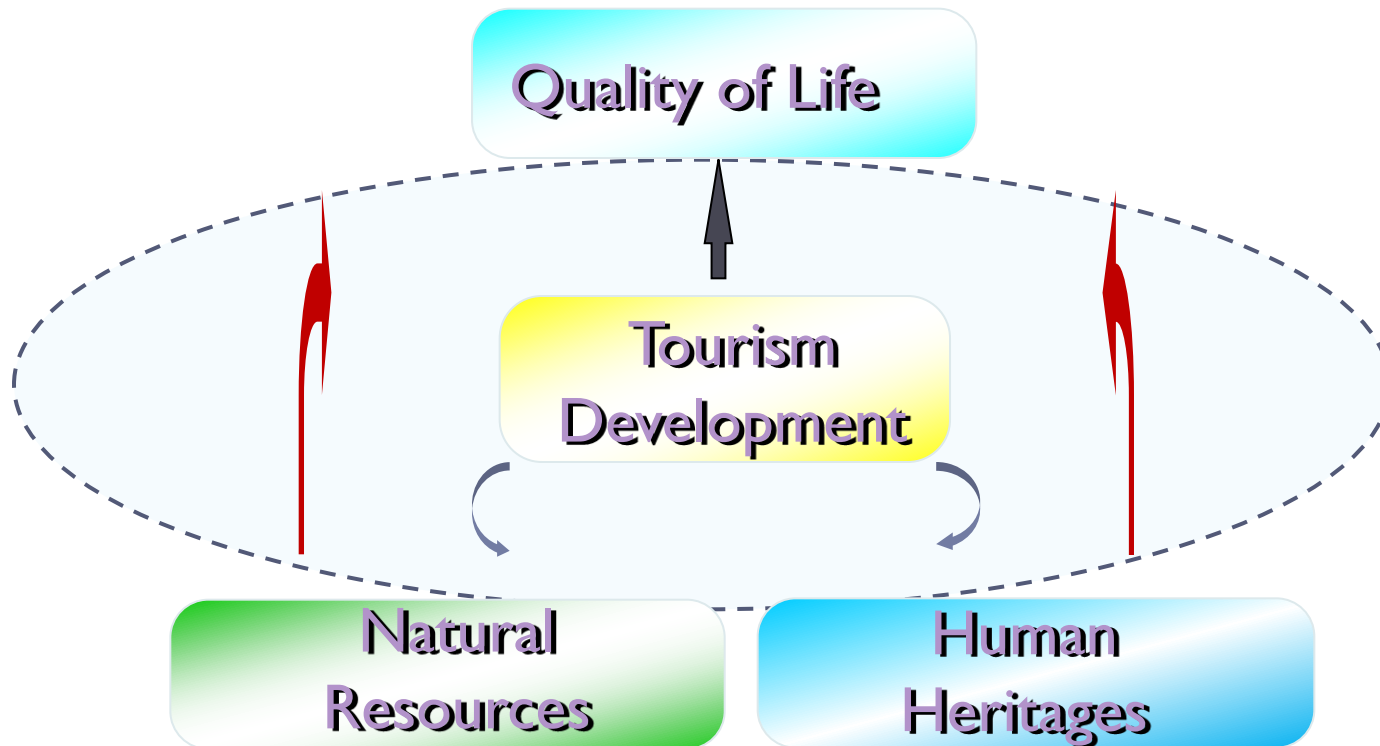 Quality of Life
Tourism
Development
Natural
Resources
Human
Heritages